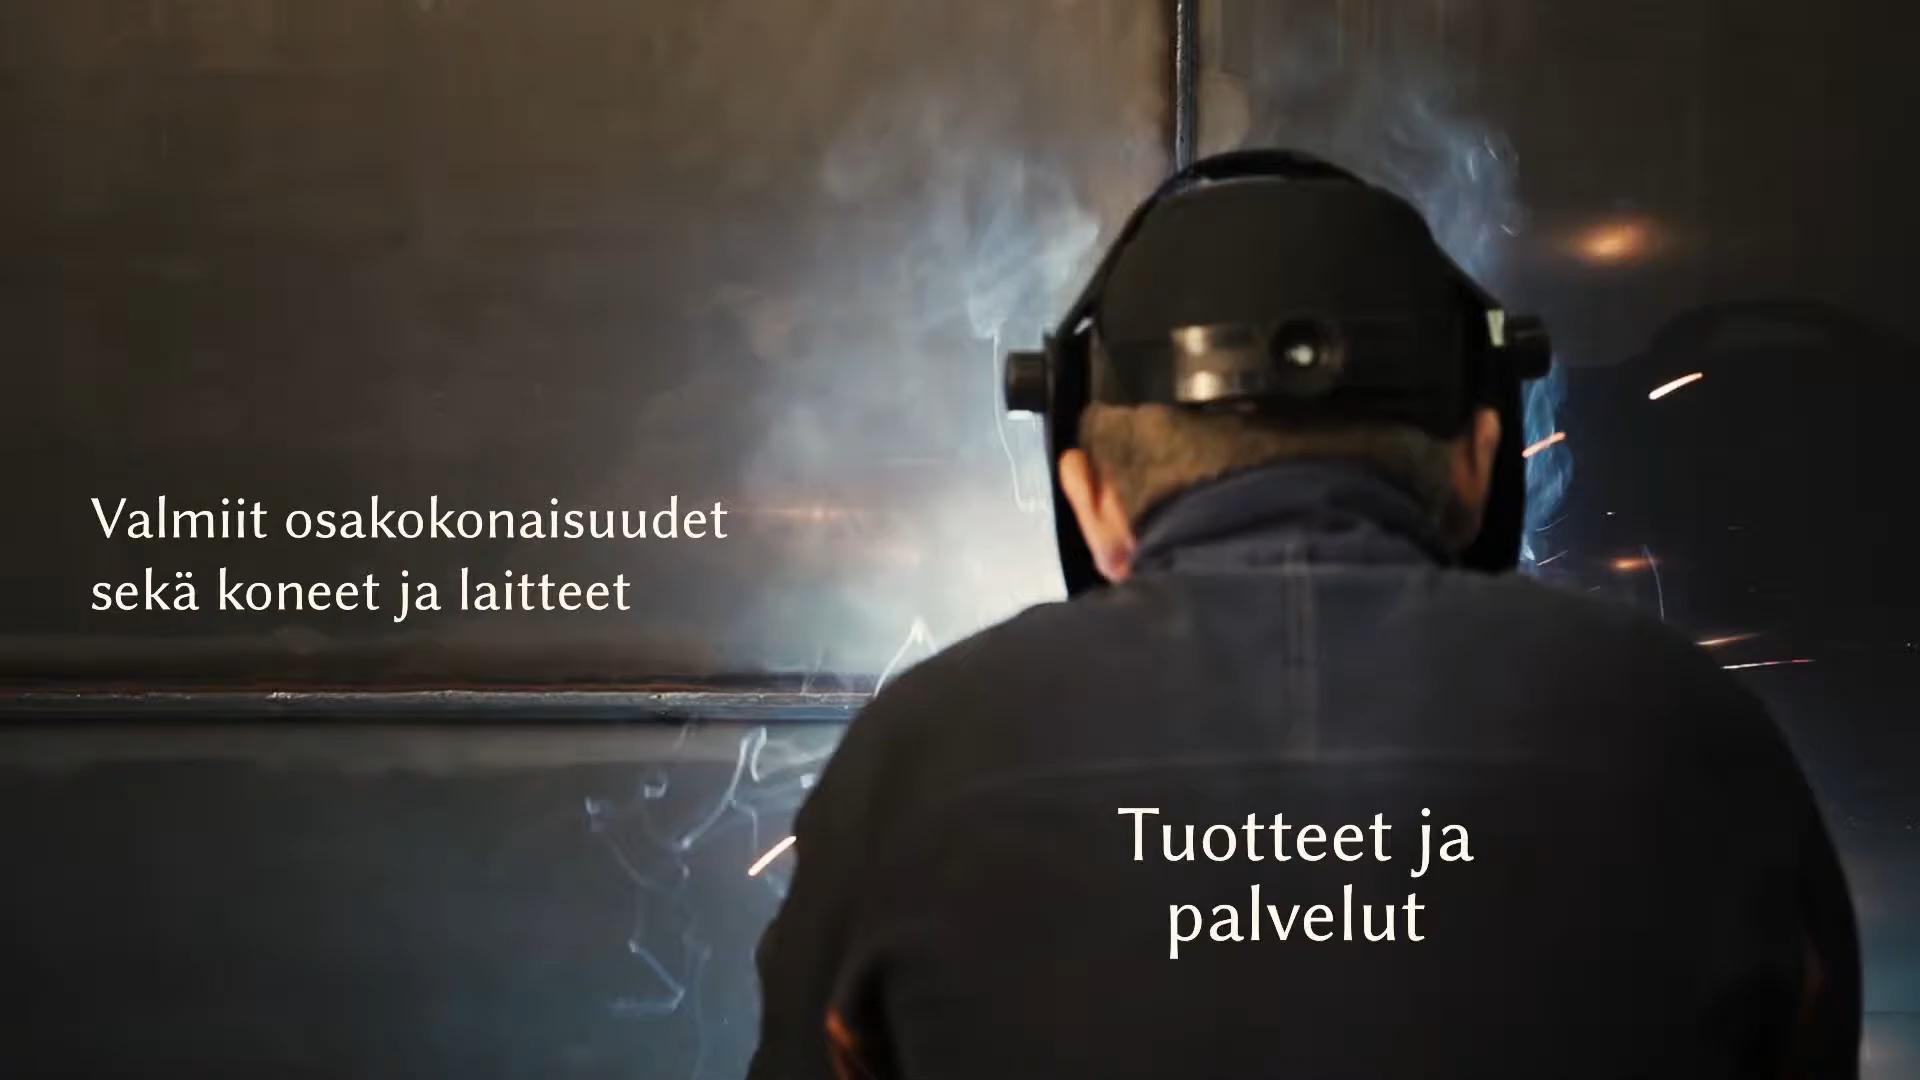 Valmiit osakokonaisuudet
sekä koneet ja laitteet
Tuotteet ja
palvelut